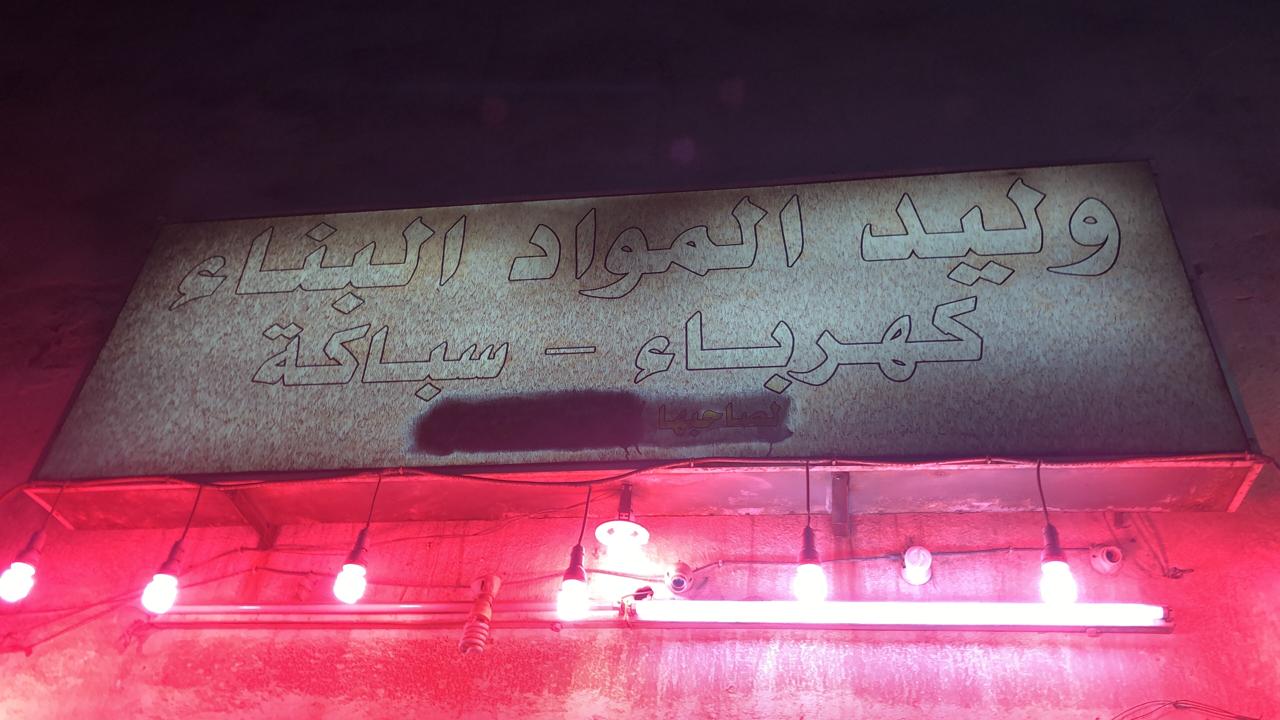 وليد المواد البناء
كهرباء - سباكة
لصاحبها